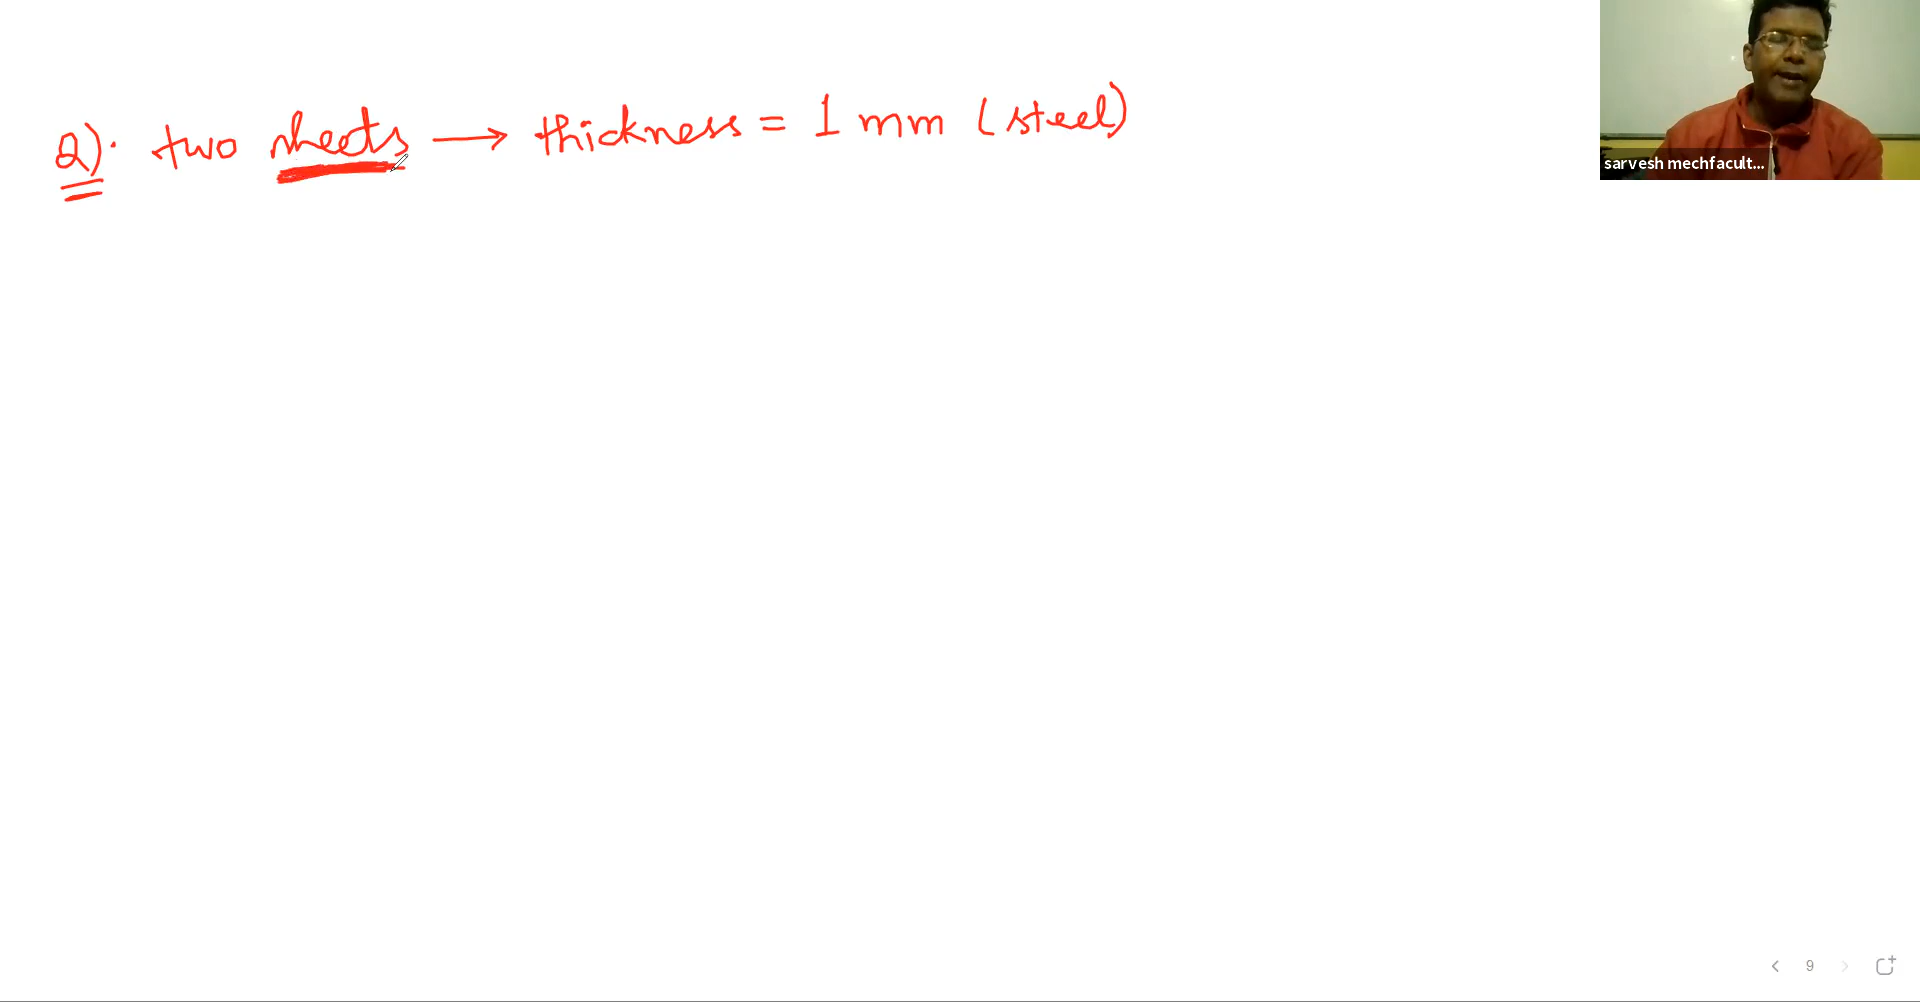 Q). two sheets → thickness = 1 mm (steel)
sarvesh mechfacult...
9